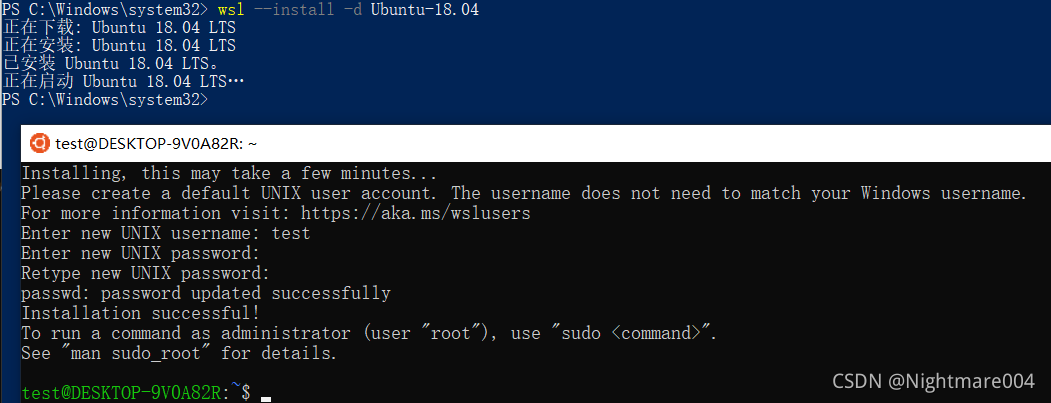 PS C:\Windows\system32> wsl --install -d Ubuntu-18.04
正在下载: Ubuntu 18.04 LTS
正在安装: Ubuntu 18.04 LTS
已安装 Ubuntu 18.04 LTS。
正在启动 Ubuntu 18.04 LTS…
PS C:\Windows\system32>
test@DESKTOP-9V0A82R: ~
Installing, this may take a few minutes...
Please create a default UNIX user account. The username does not need to match your Windows username.
For more information visit: https://aka.ms/wslusers
Enter new UNIX username: test
Enter new UNIX password:
Retype new UNIX password:
passwd: password updated successfully
Installation successful!
To run a command as administrator (user "root"), use "sudo <command>".
See "man sudo_root" for details.
test@DESKTOP-9V0A82R:~$
CSDN @Nightmare004